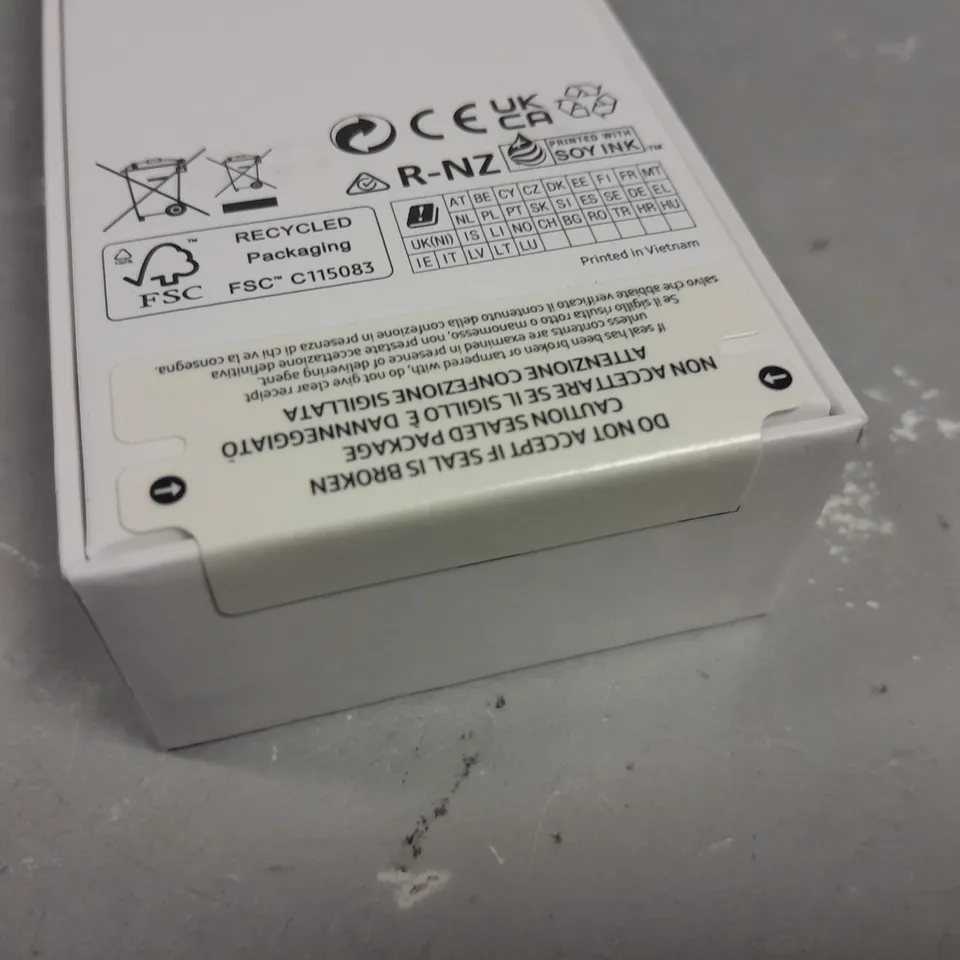 CE
UK
CA
R-NZ
PRINTED WITH
SOY INK™
AT BE CY CZ DK EE FI FR MT
NL PL PT SK SI ES SE DE EL
UK(NI) IS LI NO CH BG RO TR HR HU
IE IT LV LT LU
Printed in Vietnam
100%
™
FSC
RECYCLED
Packaging
FSC™ C115083
DO NOT ACCEPT IF SEAL IS BROKEN
CAUTION SEALED PACKAGE
NON ACCETTARE SE IL SIGILLO È DANNNEGGIATO
ATTENZIONE CONFEZIONE SIGILLATA
If seal has been broken or tampered with, do not give clear receipt
unless contents are examined in presence of delivering agent.
Se il sigillo risulta rotto o manomesso, non prestate accettazione definitiva
salvo che abbiate verificato il contenuto della confezione in presenza di chi ve la consegna.